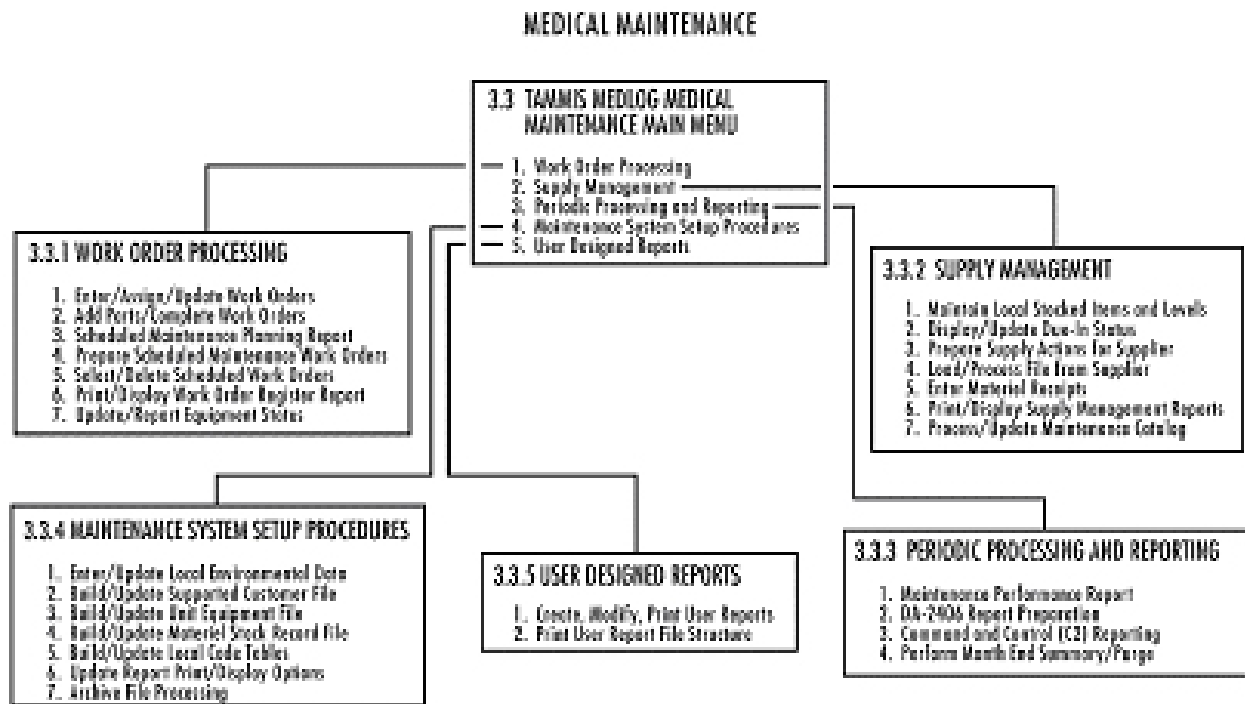 MEDICAL MAINTENANCE
3.3 TAMMIS MEDLOG MEDICAL
MAINTENANCE MAIN MENU
1. Work Order Processing
2. Supply Management
3. Periodic Processing and Reporting
4. Maintenance System Setup Procedures
5. User Designed Reports
3.3.1 WORK ORDER PROCESSING
1. Enter/Assign/Update Work Orders
2. Add Parts/Complete Work Orders
3. Scheduled Maintenance Planning Report
4. Prepare Scheduled Maintenance Work Orders
5. Select/Delete Scheduled Work Orders
6. Print/Display Work Order Register Report
7. Update/Report Equipment Status
3.3.2 SUPPLY MANAGEMENT
1. Maintain Local Stocked Items and Levels
2. Display/Update Due-In Status
3. Prepare Supply Actions for Supplier
4. Load/Process File from Supplier
5. Enter Materiel Receipts
6. Print/Display Supply Management Reports
7. Process/Update Maintenance Catalog
3.3.4 MAINTENANCE SYSTEM SETUP PROCEDURES
1. Enter/Update Local Environmental Data
2. Build/Update Supported Customer File
3. Build/Update Unit Equipment File
4. Build/Update Materiel Stock Record File
5. Build/Update Local Code Tables
6. Update Report Print/Display Options
7. Archive File Processing
3.3.5 USER DESIGNED REPORTS
1. Create, Modify, Print User Reports
2. Print User Report File Structure
3.3.3 PERIODIC PROCESSING AND REPORTING
1. Maintenance Performance Report
2. DA-2406 Report Preparation
3. Command and Control (C2) Reporting
4. Perform Month End Summary/Purge